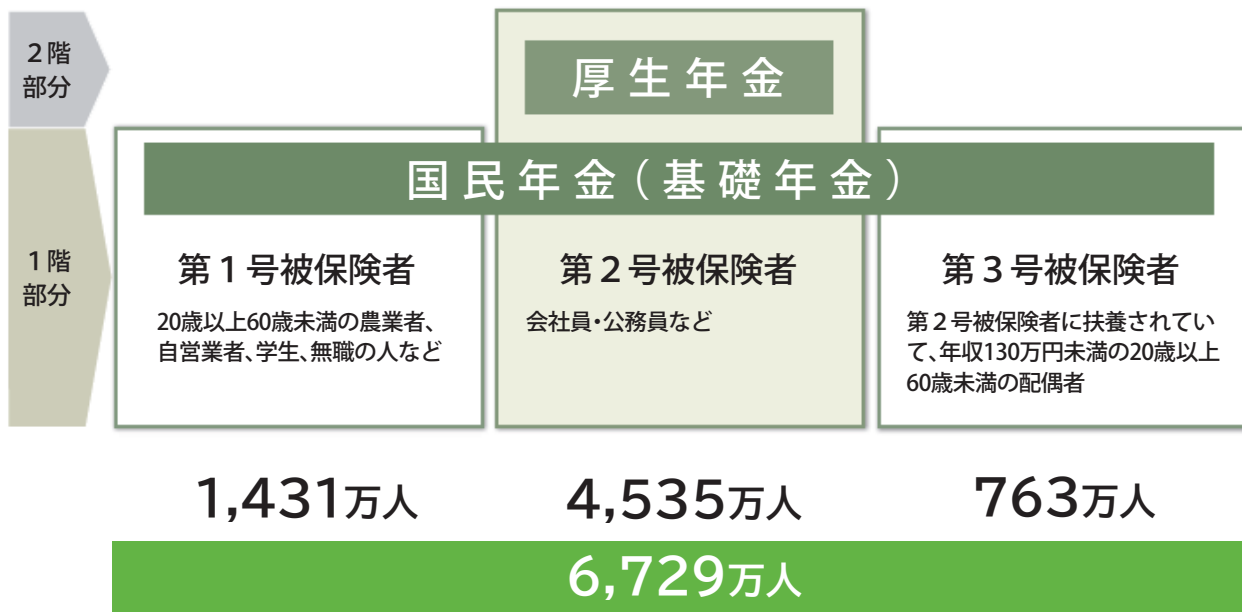 2階
部分
厚生年金
国民年金(基礎年金)
1階
部分
第1号被保険者
20歳以上60歳未満の農業者、
自営業者、学生、無職の人など
第2号被保険者
会社員・公務員など
第3号被保険者
第2号被保険者に扶養されてい
て、年収130万円未満の20歳以上
60歳未満の配偶者
1,431万人
4,535万人
763万人
6,729万人